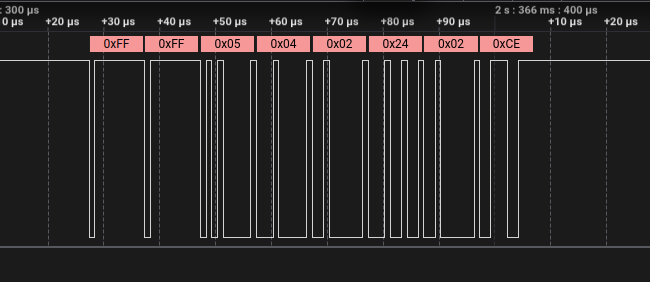 : 300 µs 2 s : 366 ms : 400 µs
0 µs +20 µs +30 µs +40 µs +50 µs +60 µs +70 µs +80 µs +90 µs +10 µs +20 µs
0xFF 0xFF 0x05 0x04 0x02 0x24 0x02 0xCE